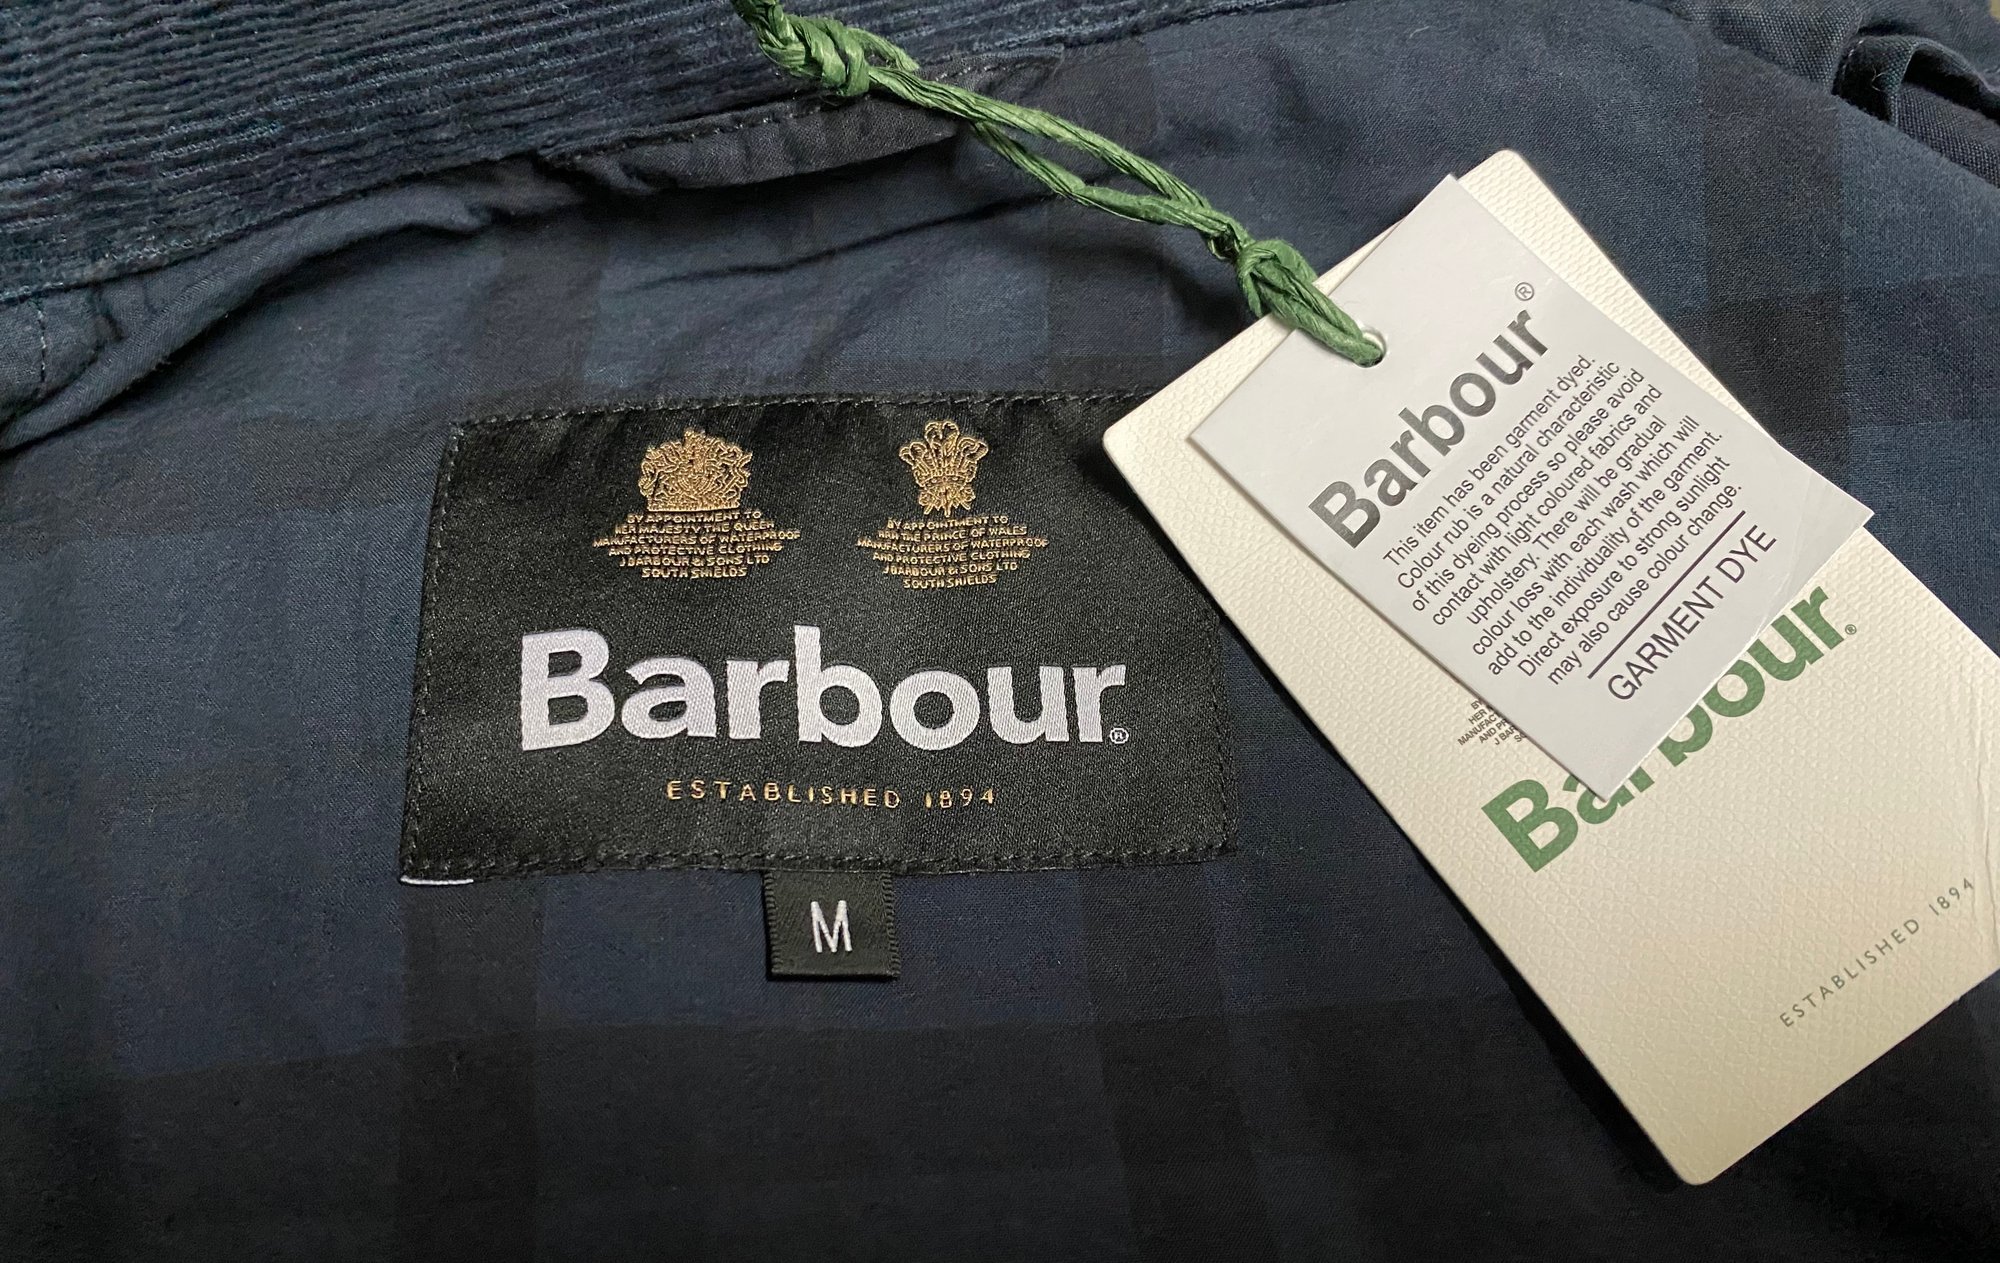 BY APPOINTMENT TO
HER MAJESTY THE QUEEN
MANUFACTURERS OF WATERPROOF
AND PROTECTIVE CLOTHING
J BARBOUR & SONS LTD
SOUTH SHIELDS
BY APPOINTMENT TO
HRH THE PRINCE OF WALES
MANUFACTURERS OF WATERPROOF
AND PROTECTIVE CLOTHING
J BARBOUR & SONS LTD
SOUTH SHIELDS
Barbour®
ESTABLISHED 1894
M
Barbour®
This item has been garment dyed.
Colour rub is a natural characteristic
of this dyeing process so please avoid
contact with light coloured fabrics and
upholstery. There will be gradual
colour loss with each wash which will
add to the individuality of the garment.
Direct exposure to strong sunlight
may also cause colour change.
GARMENT DYE
Barbour®
ESTABLISHED 1894